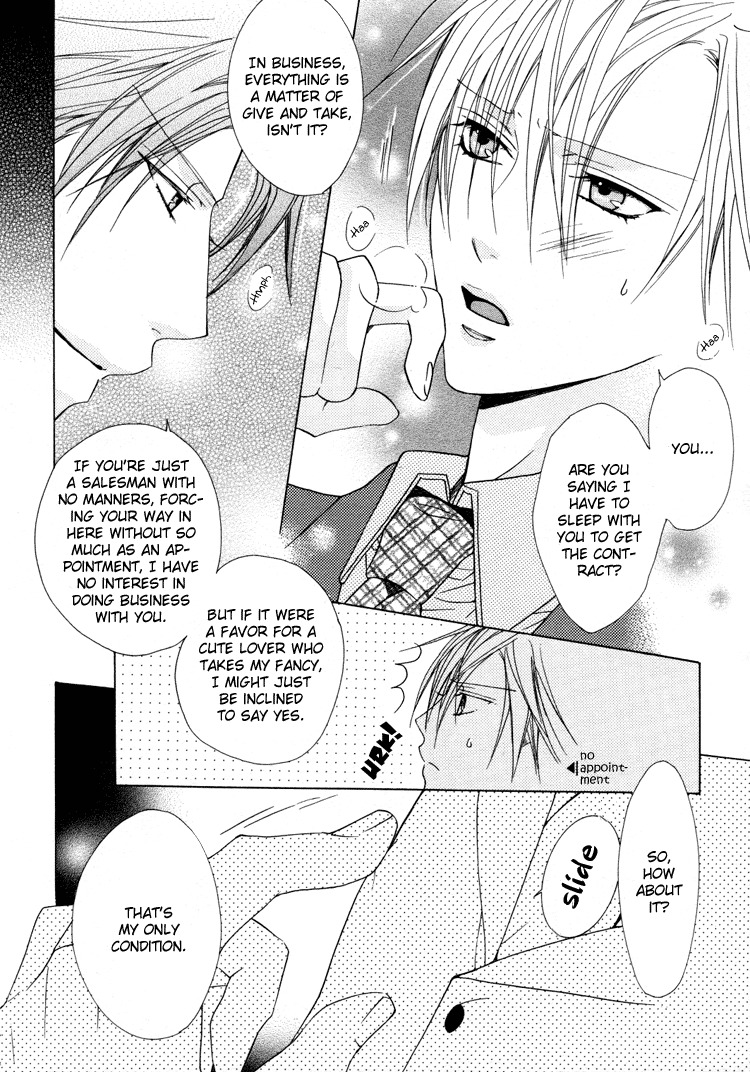 YOU...
ARE YOU
SAYING I
HAVE TO
SLEEP WITH
YOU TO GET
THE CONT-
RACT?
Haa
Haa
IN BUSINESS,
EVERYTHING IS
A MATTER OF
GIVE AND TAKE,
ISN'T IT?
Hmph
IF YOU'RE JUST
A SALESMAN WITH
NO MANNERS, FORC-
ING YOUR WAY IN
HERE WITHOUT SO
MUCH AS AN AP-
POINTMENT, I HAVE
NO INTEREST IN
DOING BUSINESS
WITH YOU.
no
appoint-
ment
URK!
BUT IF IT WERE
A FAVOR FOR A
CUTE LOVER WHO
TAKES MY FANCY,
I MIGHT JUST
BE INCLINED
TO SAY YES.
SO,
HOW
ABOUT
IT?
slide
THAT'S
MY ONLY
CONDITION.